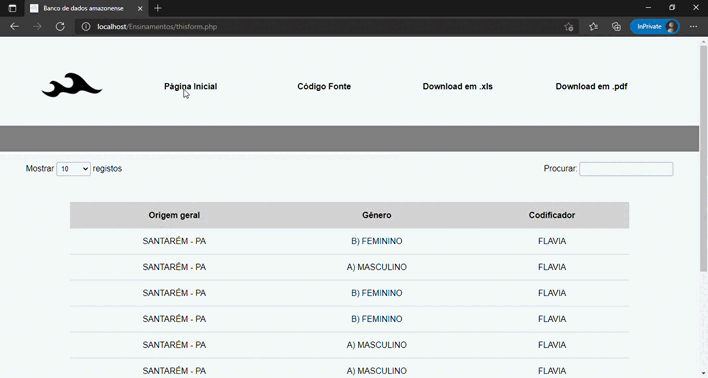 Banco de dados amazonense
localhost/Ensinamentos/thisform.php
InPrivate
Página Inicial Código Fonte Download em .xls Download em .pdf
Mostrar 10 registos Procurar:
Origem geral Gênero Codificador
SANTARÉM - PA B) FEMININO FLAVIA
SANTARÉM - PA A) MASCULINO FLAVIA
SANTARÉM - PA B) FEMININO FLAVIA
SANTARÉM - PA B) FEMININO FLAVIA
SANTARÉM - PA A) MASCULINO FLAVIA
SANTARÉM - PA A) MASCULINO FLAVIA